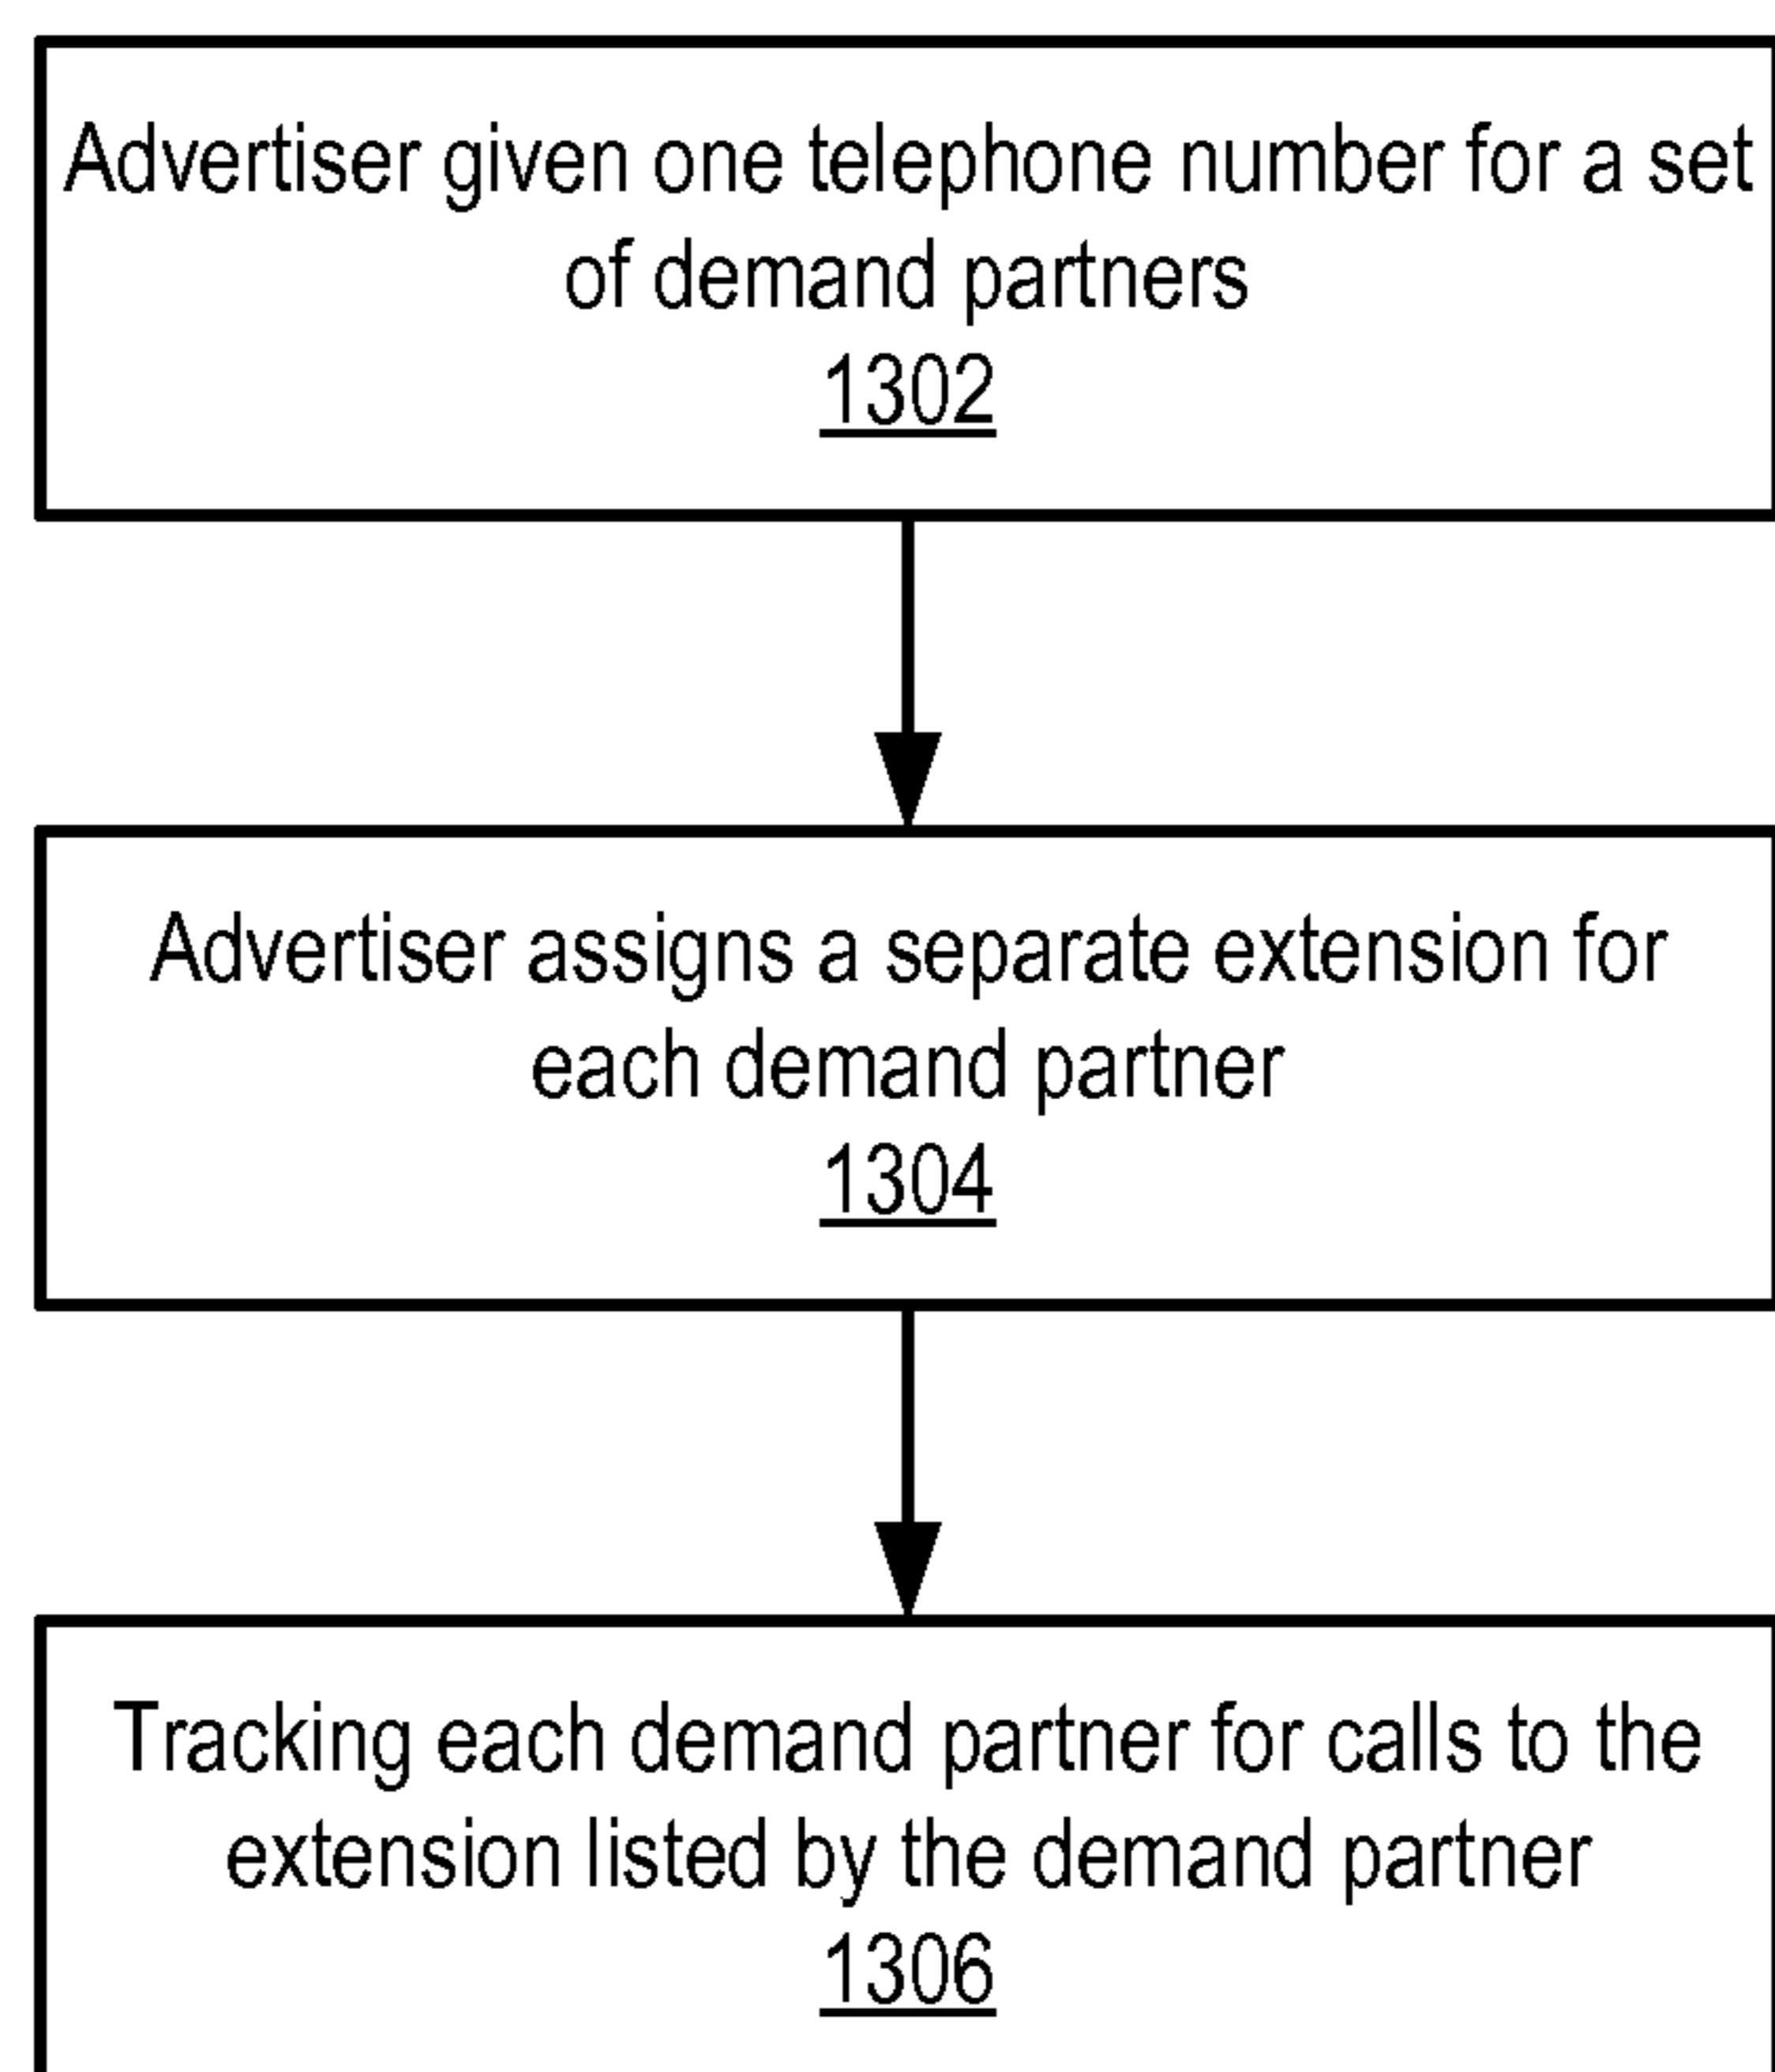 Advertiser given one telephone number for a set
of demand partners
1302
Advertiser assigns a separate extension for
each demand partner
1304
Tracking each demand partner for calls to the
extension listed by the demand partner
1306